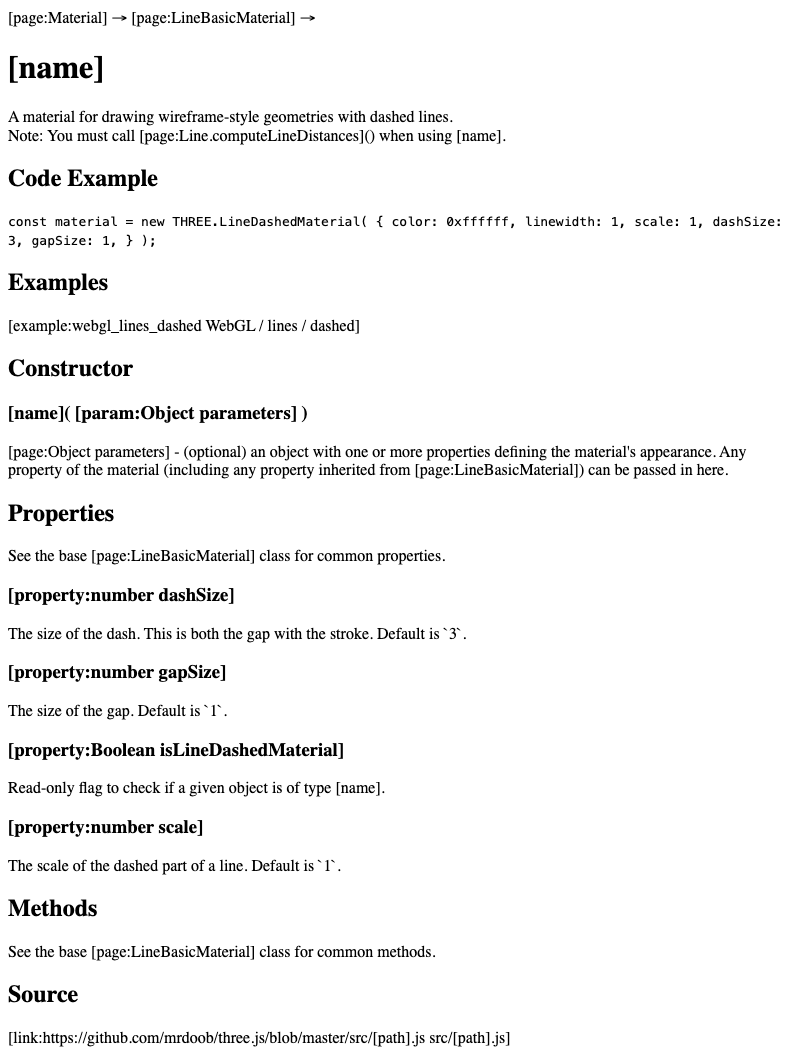 [page:Material] → [page:LineBasicMaterial] →
[name]
A material for drawing wireframe-style geometries with dashed lines.
Note: You must call [page:Line.computeLineDistances]() when using [name].
Code Example
const material = new THREE.LineDashedMaterial( { color: 0xffffff, linewidth: 1, scale: 1, dashSize:
3, gapSize: 1, } );
Examples
[example:webgl_lines_dashed WebGL / lines / dashed]
Constructor
[name]( [param:Object parameters] )
[page:Object parameters] - (optional) an object with one or more properties defining the material's appearance. Any
property of the material (including any property inherited from [page:LineBasicMaterial]) can be passed in here.
Properties
See the base [page:LineBasicMaterial] class for common properties.
[property:number dashSize]
The size of the dash. This is both the gap with the stroke. Default is `3`.
[property:number gapSize]
The size of the gap. Default is `1`.
[property:Boolean isLineDashedMaterial]
Read-only flag to check if a given object is of type [name].
[property:number scale]
The scale of the dashed part of a line. Default is `1`.
Methods
See the base [page:LineBasicMaterial] class for common methods.
Source
[link:https://github.com/mrdoob/three.js/blob/master/src/[path].js src/[path].js]